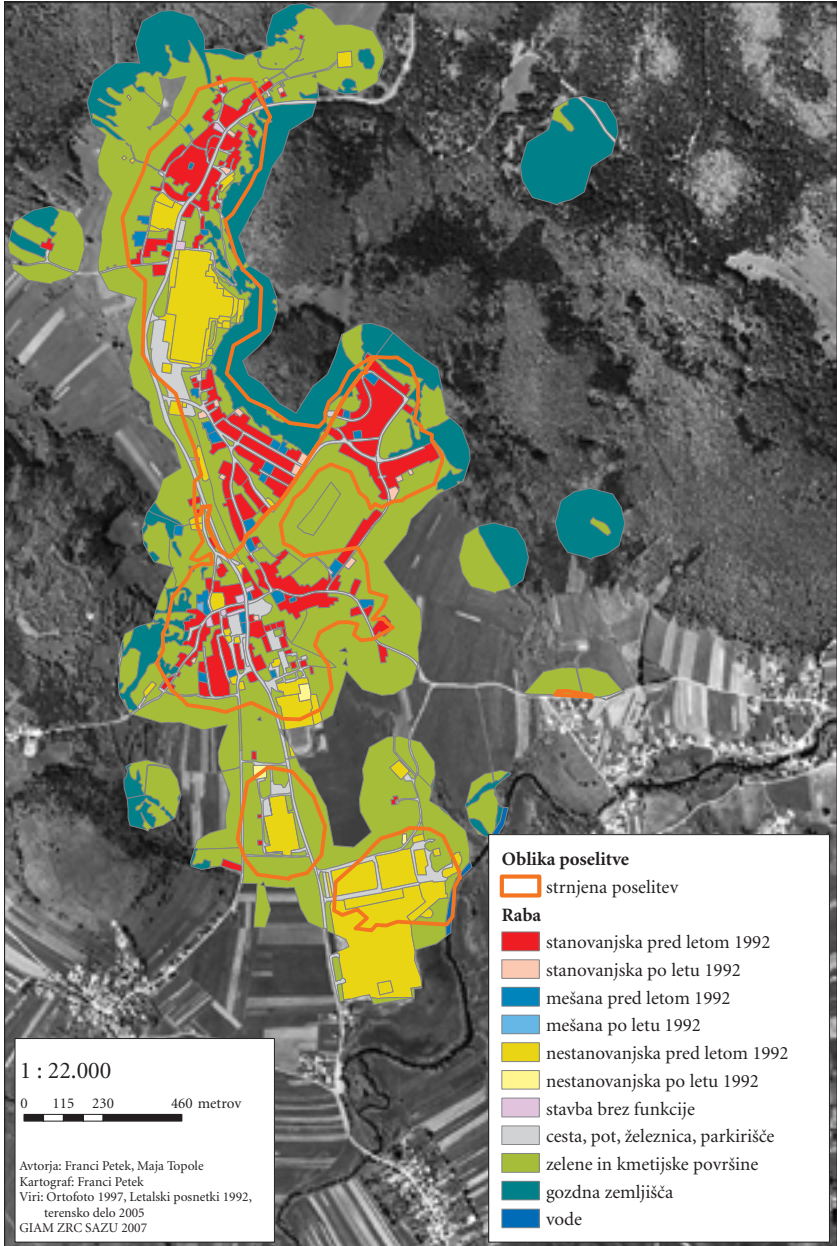 Oblika poselitve
strnjena poselitev
Raba
stanovanjska pred letom 1992
stanovanjska po letu 1992
mešana pred letom 1992
mešana po letu 1992
nestanovanjska pred letom 1992
nestanovanjska po letu 1992
stavba brez funkcije
cesta, pot, železnica, parkirišče
zelene in kmetijske površine
gozdna zemljišča
vode
1 : 22.000
0 115 230 460 metrov
Avtorja: Franci Petek, Maja Topole
Kartograf: Franci Petek
Viri: Ortofoto 1997, Letalski posnetki 1992,
terensko delo 2005
GIAM ZRC SAZU 2007